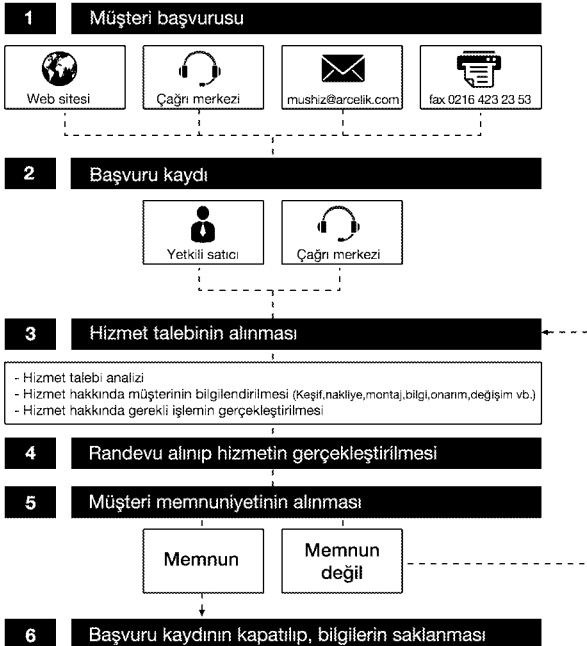 1 Müşteri başvurusu
Web sitesi
Çağrı merkezi
mushiz@arcelik.com
fax 0216 423 23 53
2 Başvuru kaydı
Yetkili satıcı
Çağrı merkezi
3 Hizmet talebinin alınması
- Hizmet talebi analizi
- Hizmet hakkında müşterinin bilgilendirilmesi (Keşif,nakliye,montaj,bilgi,onarım,değişim vb.)
- Hizmet hakkında gerekli işlemin gerçekleştirilmesi
4 Randevu alınıp hizmetin gerçekleştirilmesi
5 Müşteri memnuniyetinin alınması
Memnun
Memnun
değil
6 Başvuru kaydının kapatılıp, bilgilerin saklanması